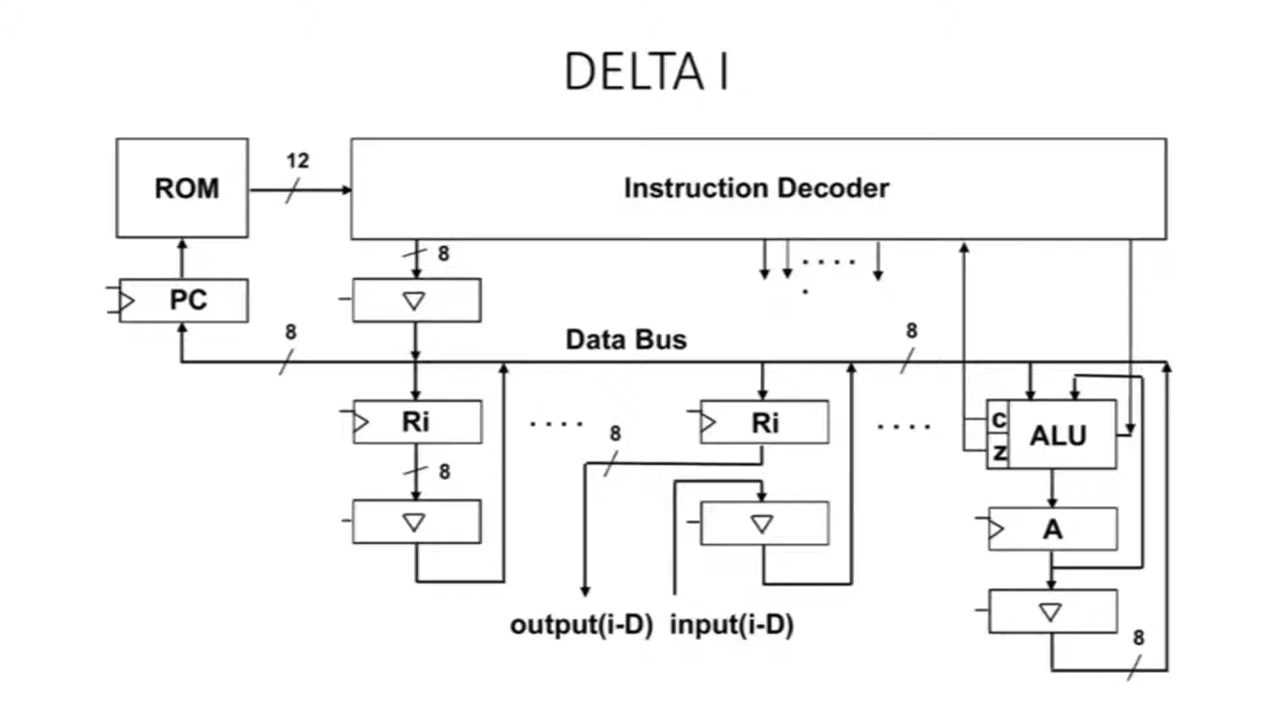 DELTA I
12
ROM
Instruction Decoder
8
PC
8
Data Bus
8
Ri
8
Ri
C
ALU
Z
8
A
output(i-D) input(i-D)
8